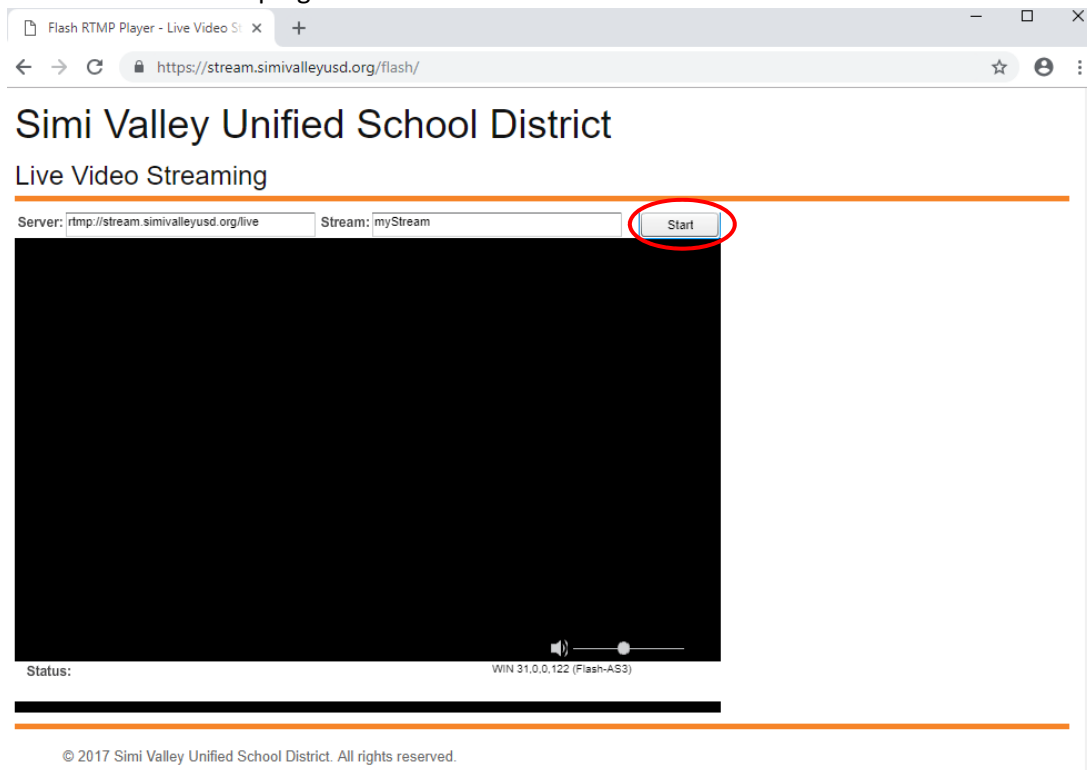 Flash RTMP Player - Live Video St
https://stream.simivalleyusd.org/flash/
Simi Valley Unified School District
Live Video Streaming
Server: rtmp://stream.simivalleyusd.org/live Stream: myStream Start
Status: WIN 31,0,0,122 (Flash-AS3)
© 2017 Simi Valley Unified School District. All rights reserved.